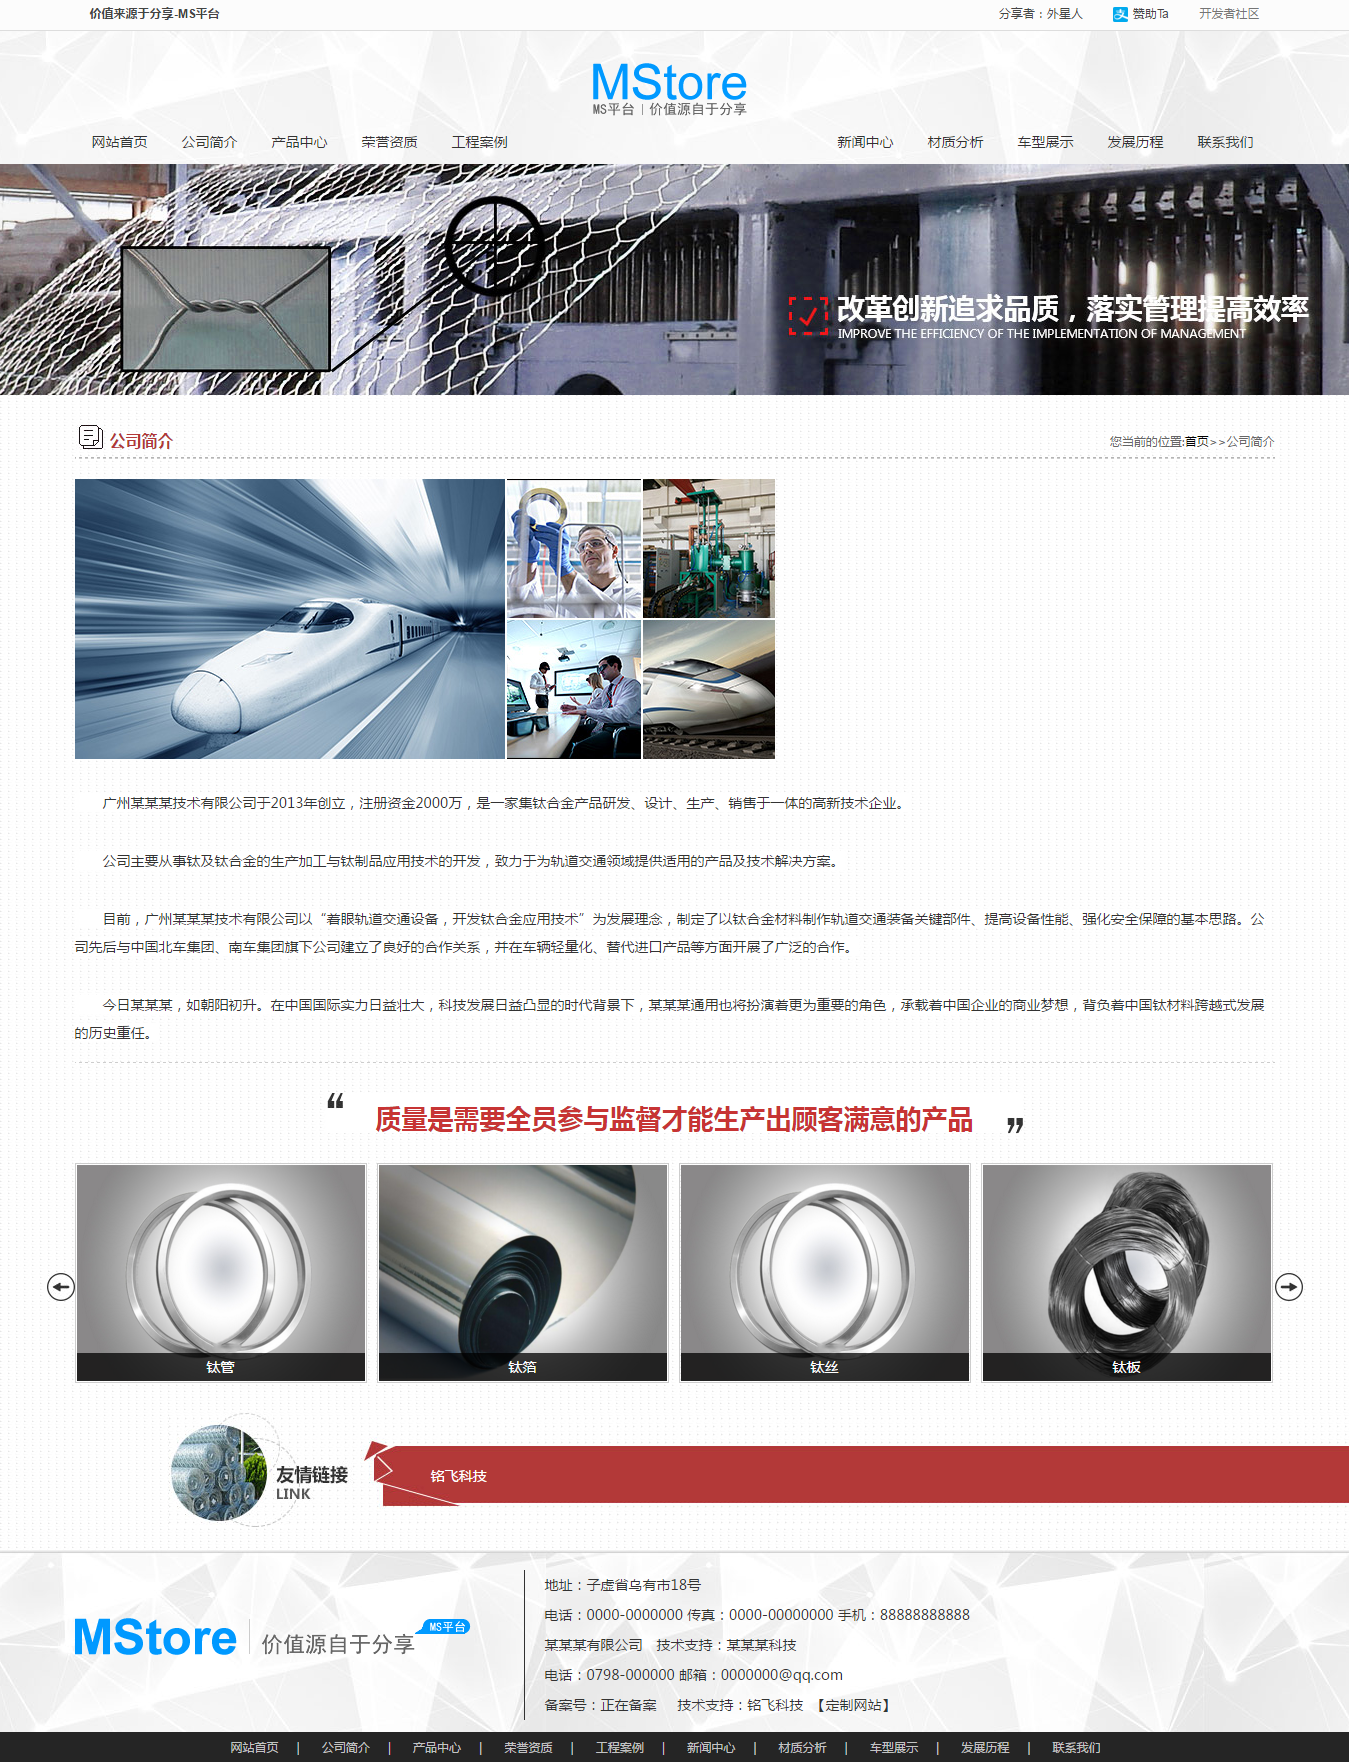 价值来源于分享-MS平台
分享者：外星人 赞助Ta 开发者社区
MStore
MS平台 | 价值源自于分享
网站首页 公司简介 产品中心 荣誉资质 工程案例 新闻中心 材质分析 车型展示 发展历程 联系我们
改革创新追求品质，落实管理提高效率
IMPROVE THE EFFICIENCY OF THE IMPLEMENTATION OF MANAGEMENT
公司简介
您当前的位置:首页>>公司简介
广州某某某技术有限公司于2013年创立，注册资金2000万，是一家集钛合金产品研发、设计、生产、销售于一体的高新技术企业。
公司主要从事钛及钛合金的生产加工与钛制品应用技术的开发，致力于为轨道交通领域提供适用的产品及技术解决方案。
目前，广州某某某技术有限公司以“着眼轨道交通设备，开发钛合金应用技术”为发展理念，制定了以钛合金材料制作轨道交通装备关键部件、提高设备性能、强化安全保障的基本思路。公
司先后与中国北车集团、南车集团旗下公司建立了良好的合作关系，并在车辆轻量化、替代进口产品等方面开展了广泛的合作。
今日某某某，如朝阳初升。在中国国际实力日益壮大，科技发展日益凸显的时代背景下，某某某通用也将扮演着更为重要的角色，承载着中国企业的商业梦想，背负着中国钛材料跨越式发展
的历史重任。
“ 质量是需要全员参与监督才能生产出顾客满意的产品 ”
钛管 钛箔 钛丝 钛板
友情链接
LINK
铭飞科技
MStore | 价值源自于分享 MS平台
地址：子虚省乌有市18号
电话：0000-0000000 传真：0000-00000000 手机：88888888888
某某某有限公司 技术支持：某某某科技
电话：0798-000000 邮箱：0000000@qq.com
备案号：正在备案 技术支持：铭飞科技 【定制网站】
网站首页 | 公司简介 | 产品中心 | 荣誉资质 | 工程案例 | 新闻中心 | 材质分析 | 车型展示 | 发展历程 | 联系我们